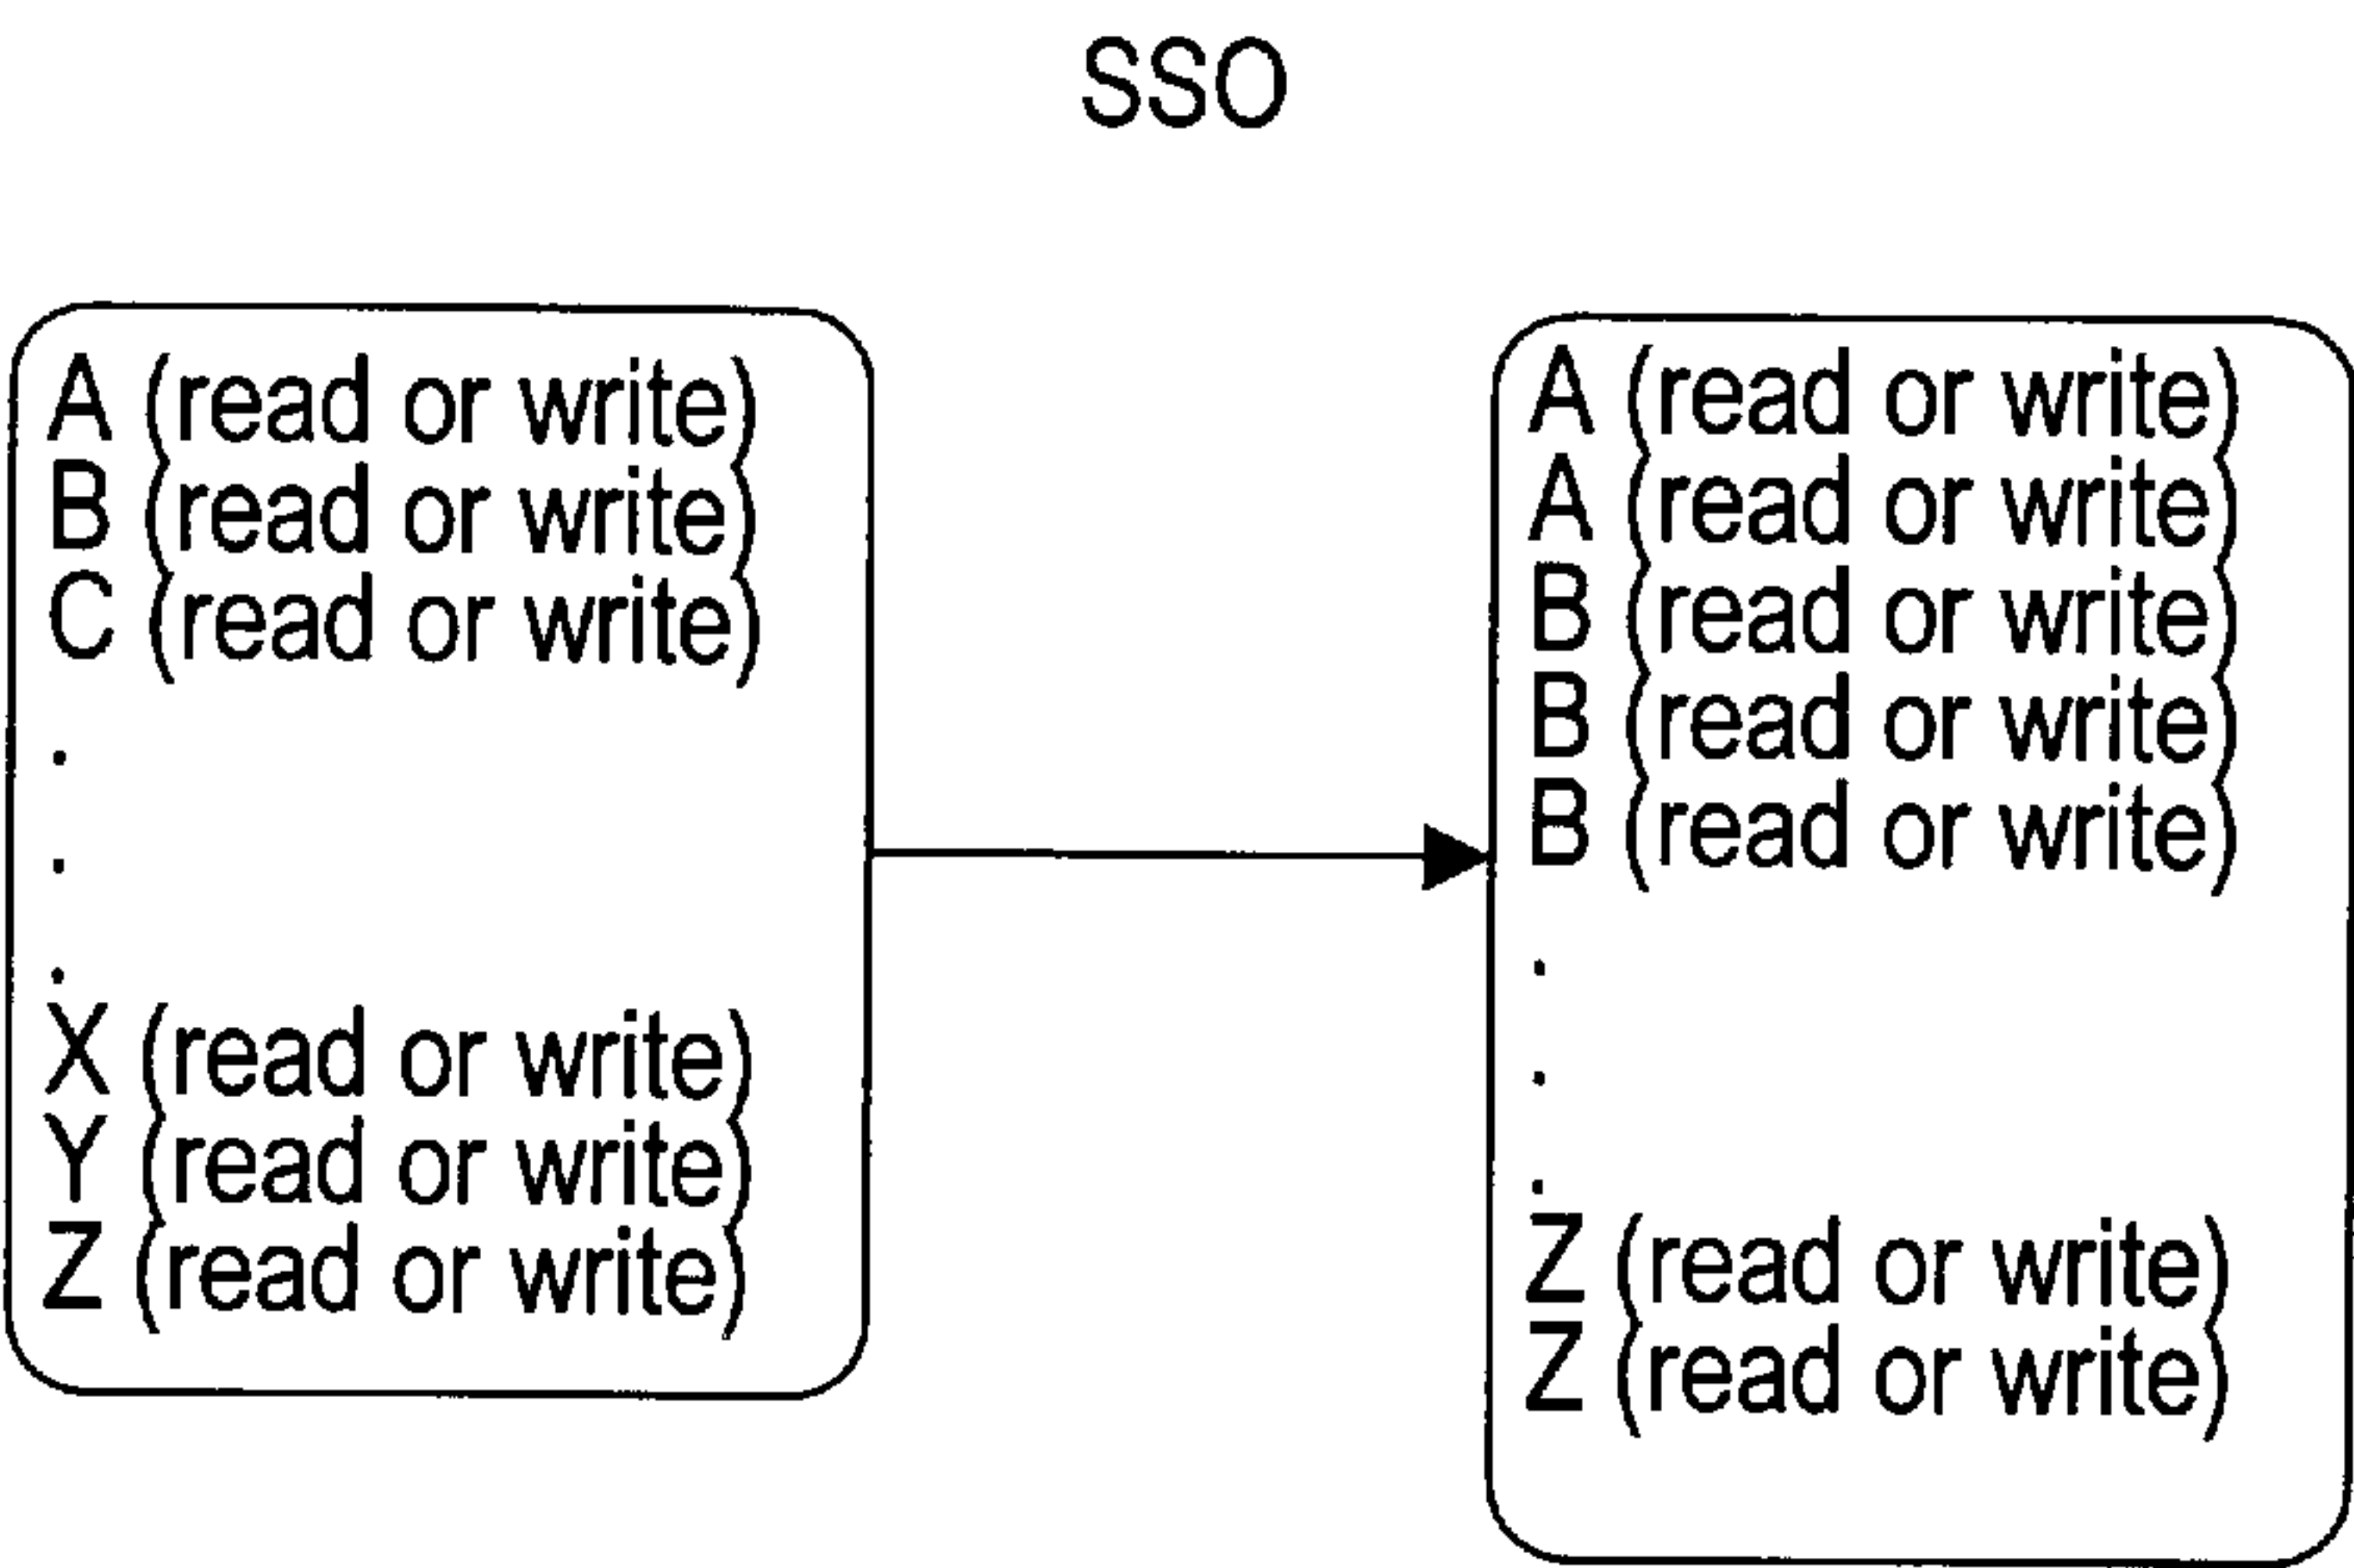 SSO
A (read or write)
B (read or write)
C (read or write)
.
.
.
X (read or write)
Y (read or write)
Z (read or write)
A (read or write)
A (read or write)
B (read or write)
B (read or write)
B (read or write)
.
.
.
Z (read or write)
Z (read or write)